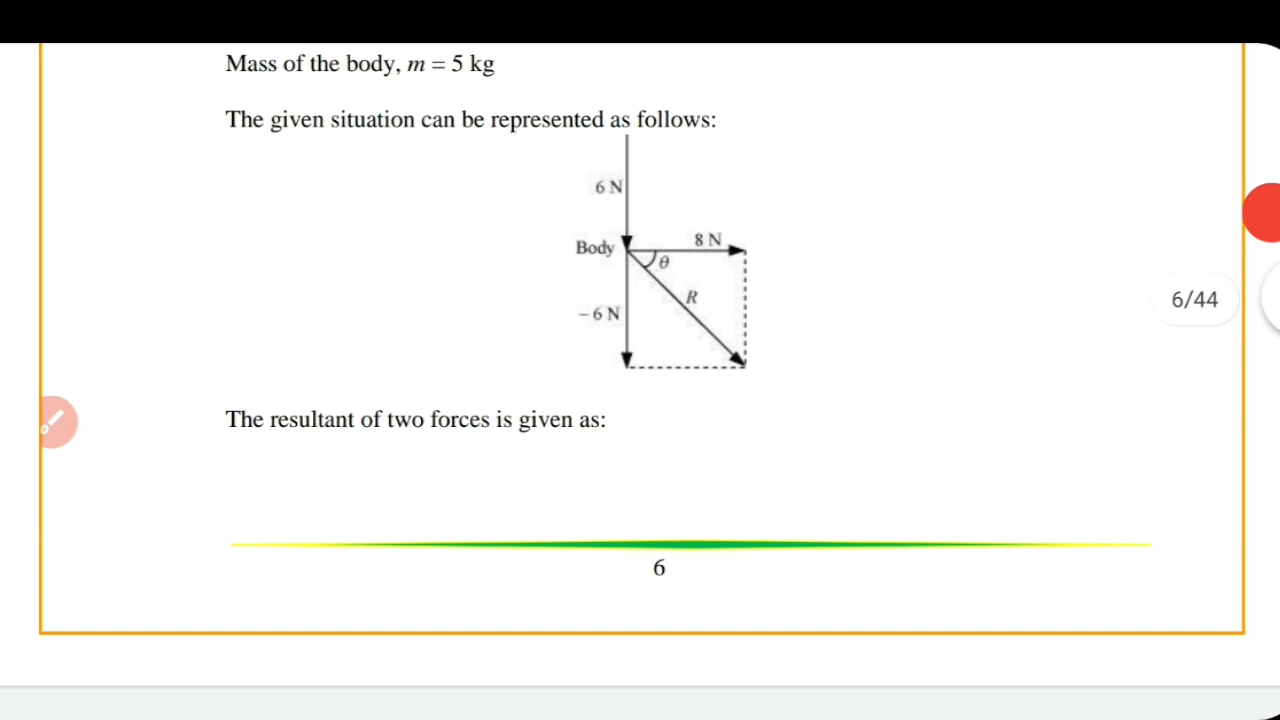 Mass of the body, m = 5 kg
The given situation can be represented as follows:
6 N
8 N
Body
θ
R
– 6 N
6/44
The resultant of two forces is given as:
6